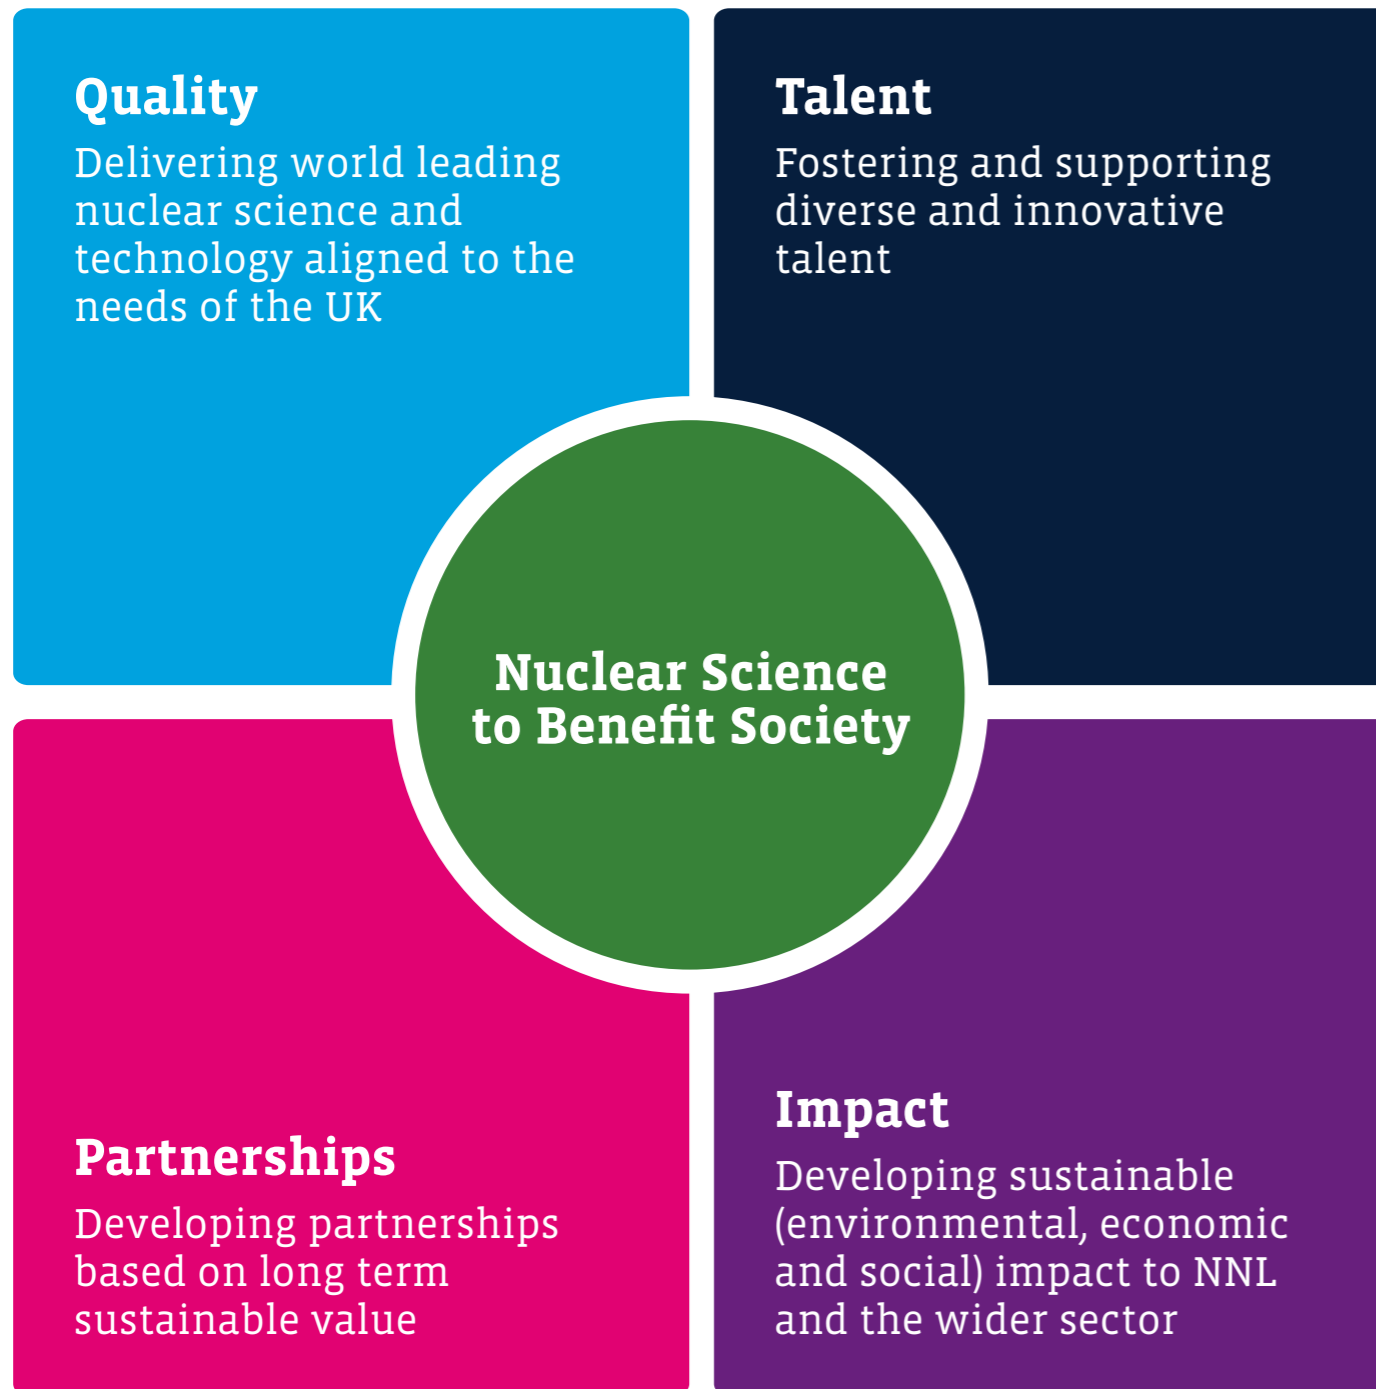 Quality
Delivering world leading
nuclear science and
technology aligned to the
needs of the UK
Talent
Fostering and supporting
diverse and innovative
talent
Nuclear Science
to Benefit Society
Partnerships
Developing partnerships
based on long term
sustainable value
Impact
Developing sustainable
(environmental, economic
and social) impact to NNL
and the wider sector